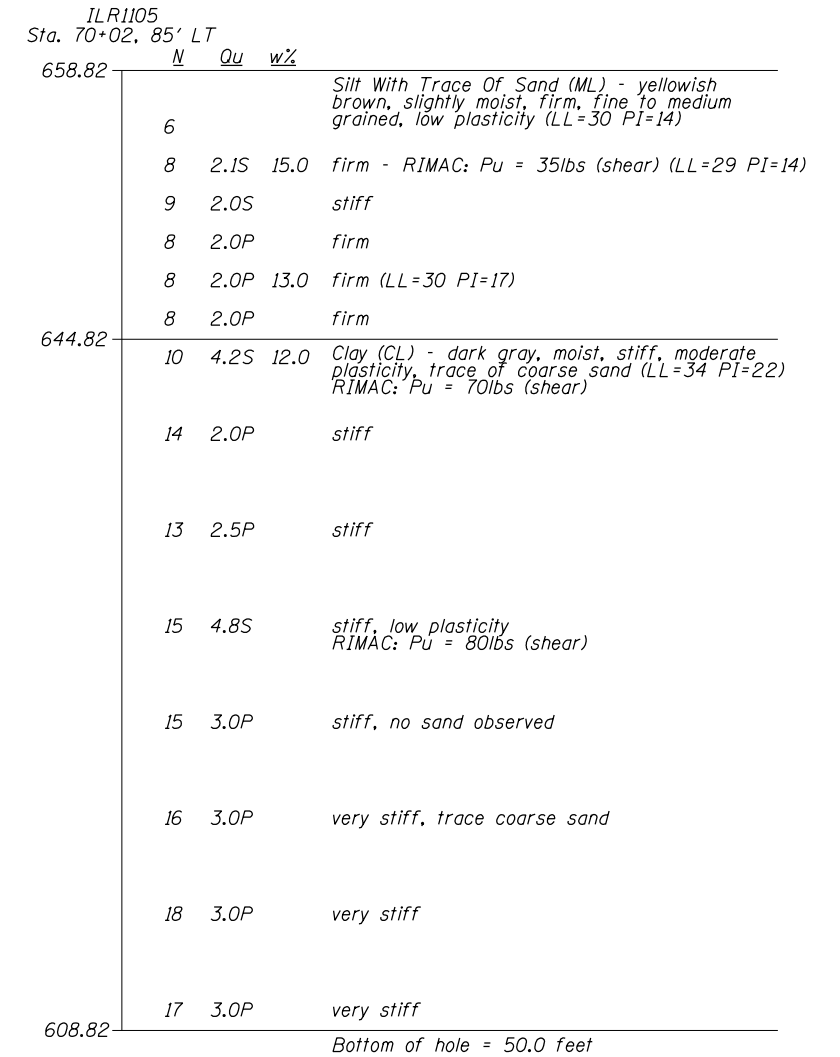 ILR1105
Sta. 70+02, 85' LT
N Qu w%
658.82
Silt With Trace Of Sand (ML) - yellowish
brown, slightly moist, firm, fine to medium
grained, low plasticity (LL=30 PI=14)
6
8 2.1S 15.0 firm - RIMAC: Pu = 35lbs (shear) (LL=29 PI=14)
9 2.0S stiff
8 2.0P firm
8 2.0P 13.0 firm (LL=30 PI=17)
8 2.0P firm
644.82
10 4.2S 12.0 Clay (CL) - dark gray, moist, stiff, moderate
plasticity, trace of coarse sand (LL=34 PI=22)
RIMAC: Pu = 70lbs (shear)
14 2.0P stiff
13 2.5P stiff
15 4.8S stiff, low plasticity
RIMAC: Pu = 80lbs (shear)
15 3.0P stiff, no sand observed
16 3.0P very stiff, trace coarse sand
18 3.0P very stiff
17 3.0P very stiff
608.82
Bottom of hole = 50.0 feet